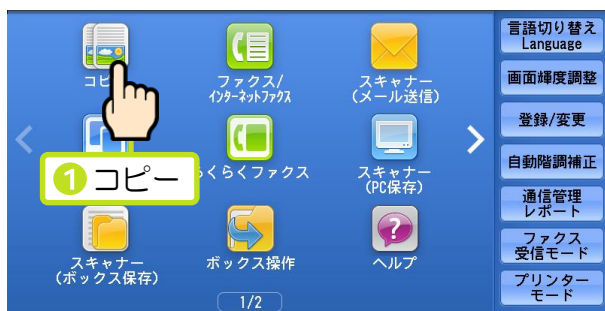 コピ
ファクス/
インターネットファクス
スキャナー
(メール送信)
1 コピー
らくらくファクス
スキャナー
(PC保存)
スキャナー
(ボックス保存)
ボックス操作
ヘルプ
1/2
言語切り替え
Language
画面輝度調整
登録/変更
自動階調補正
通信管理
レポート
ファクス
受信モード
プリンター
モード